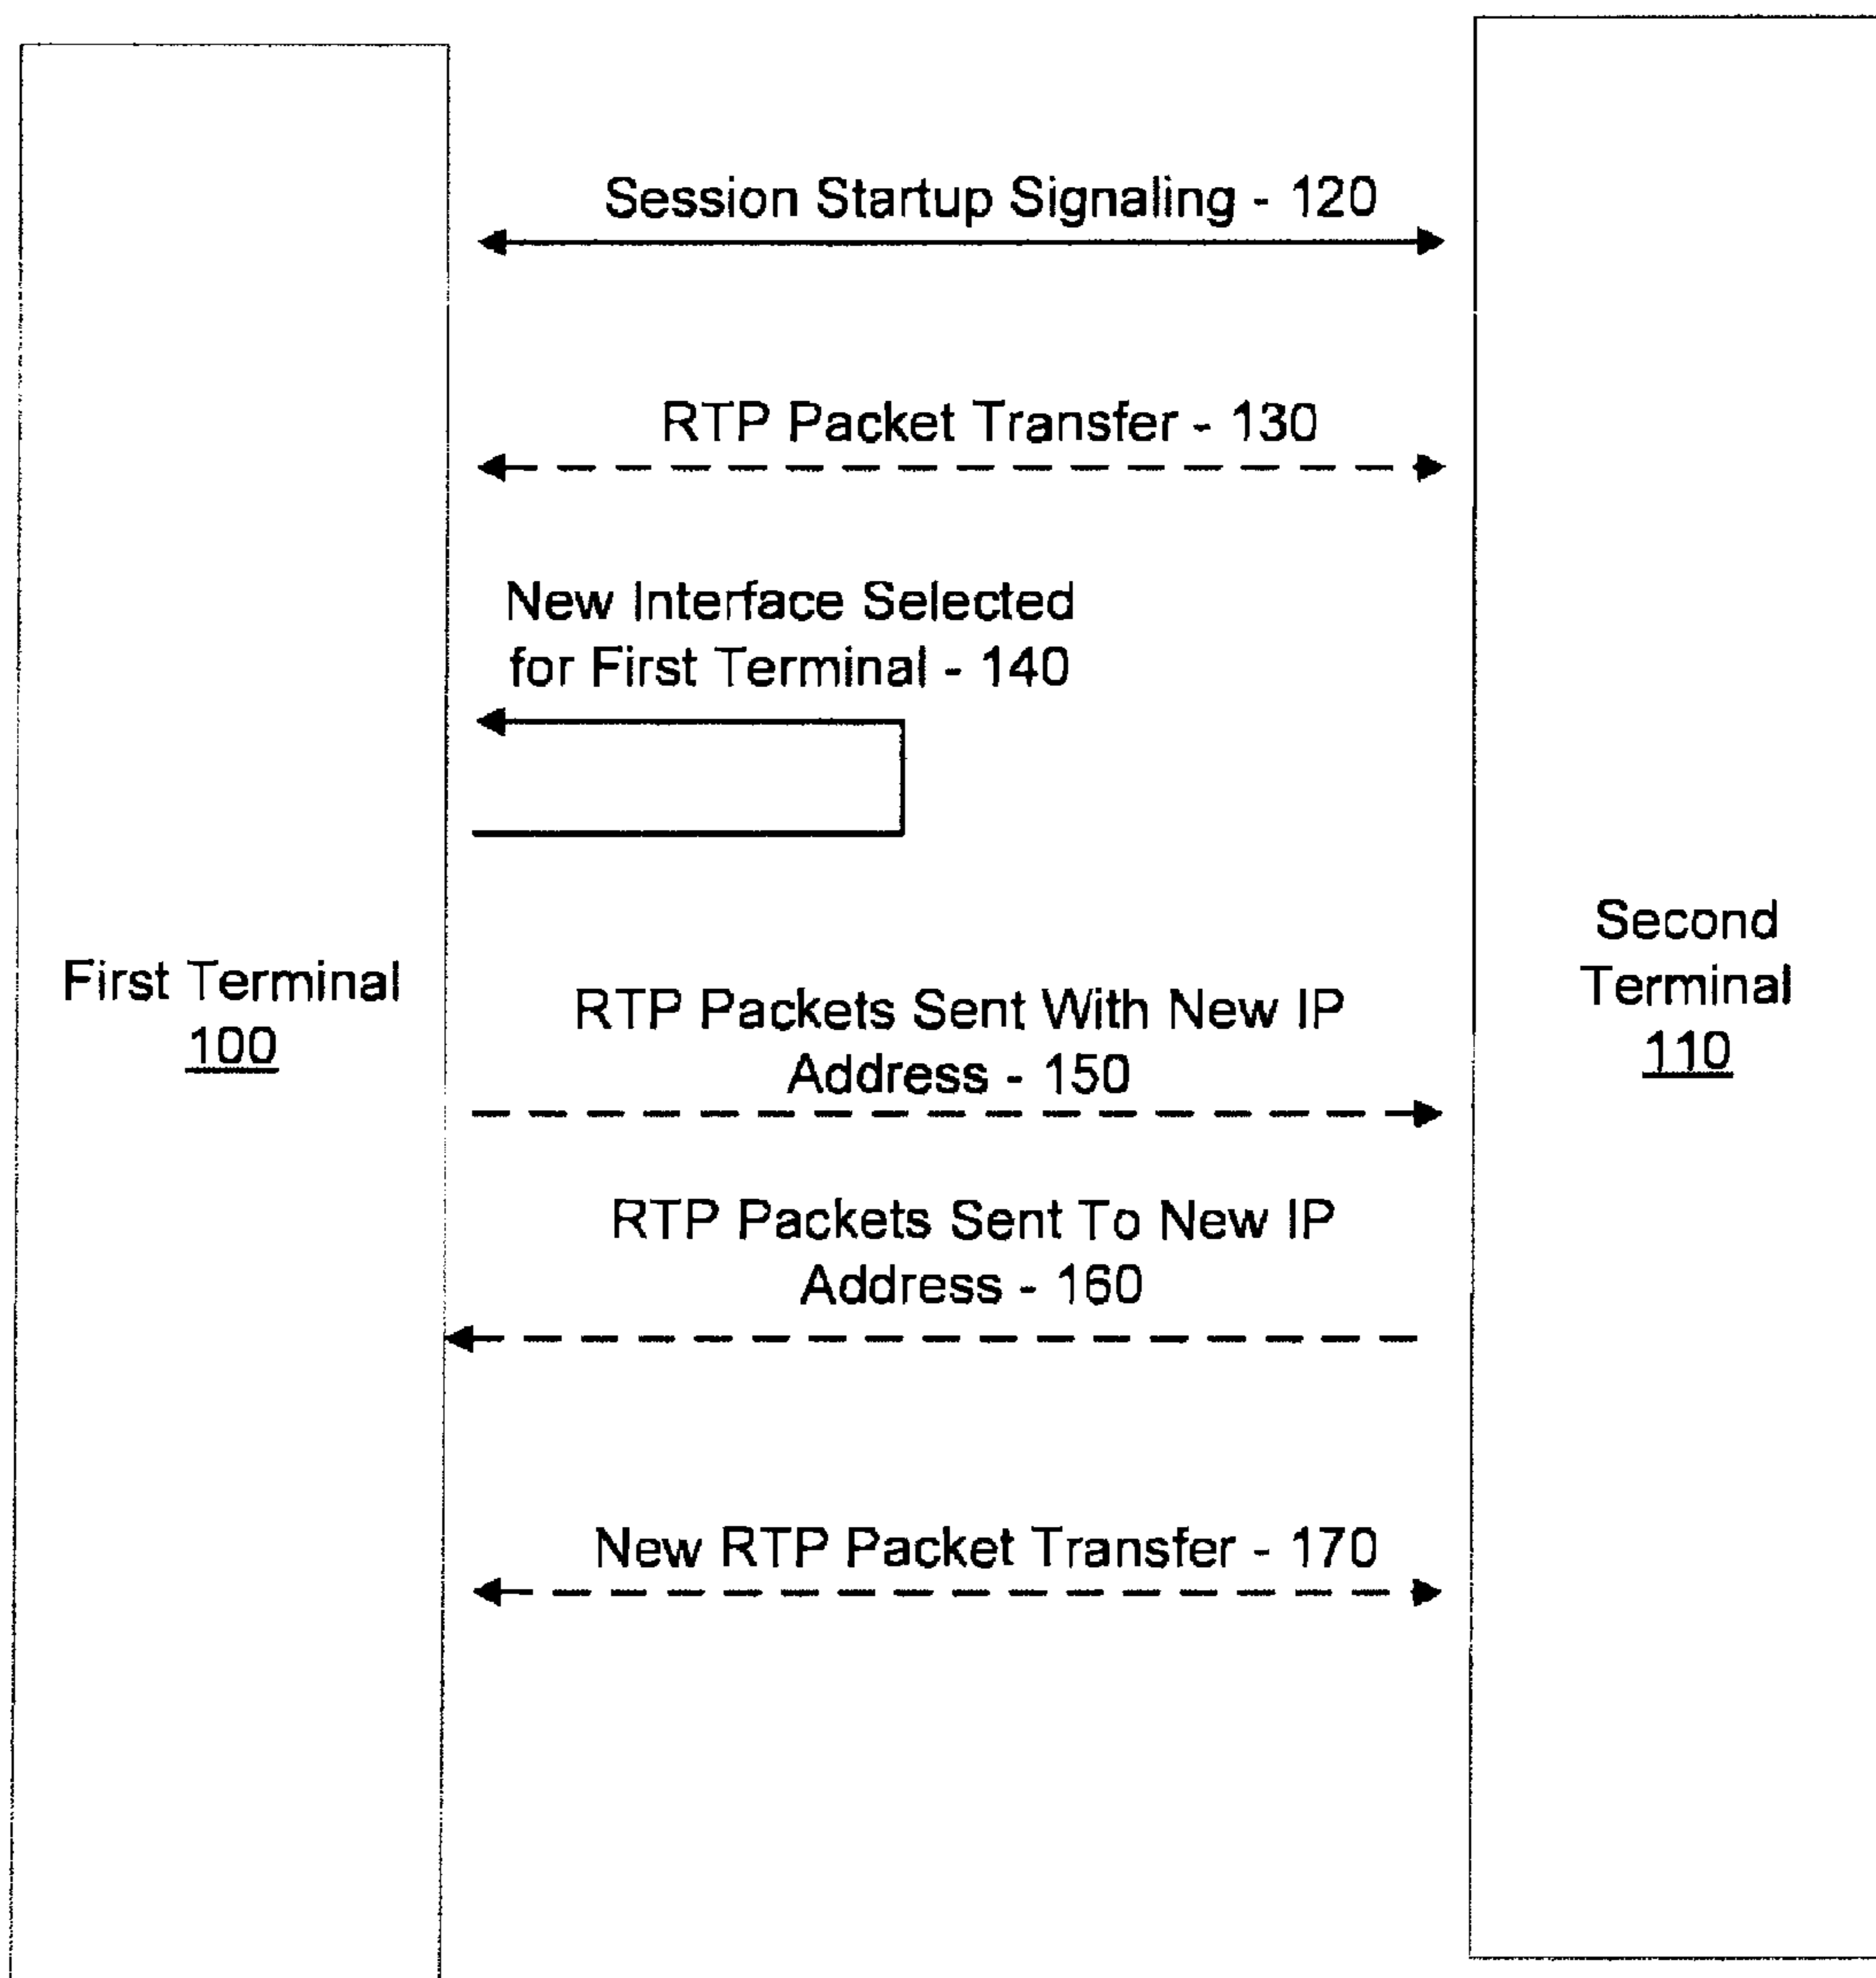 Session Startup Signaling - 120
RTP Packet Transfer - 130
New Interface Selected
for First Terminal - 140
First Terminal
100
Second
Terminal
110
RTP Packets Sent With New IP
Address - 150
RTP Packets Sent To New IP
Address - 160
New RTP Packet Transfer - 170